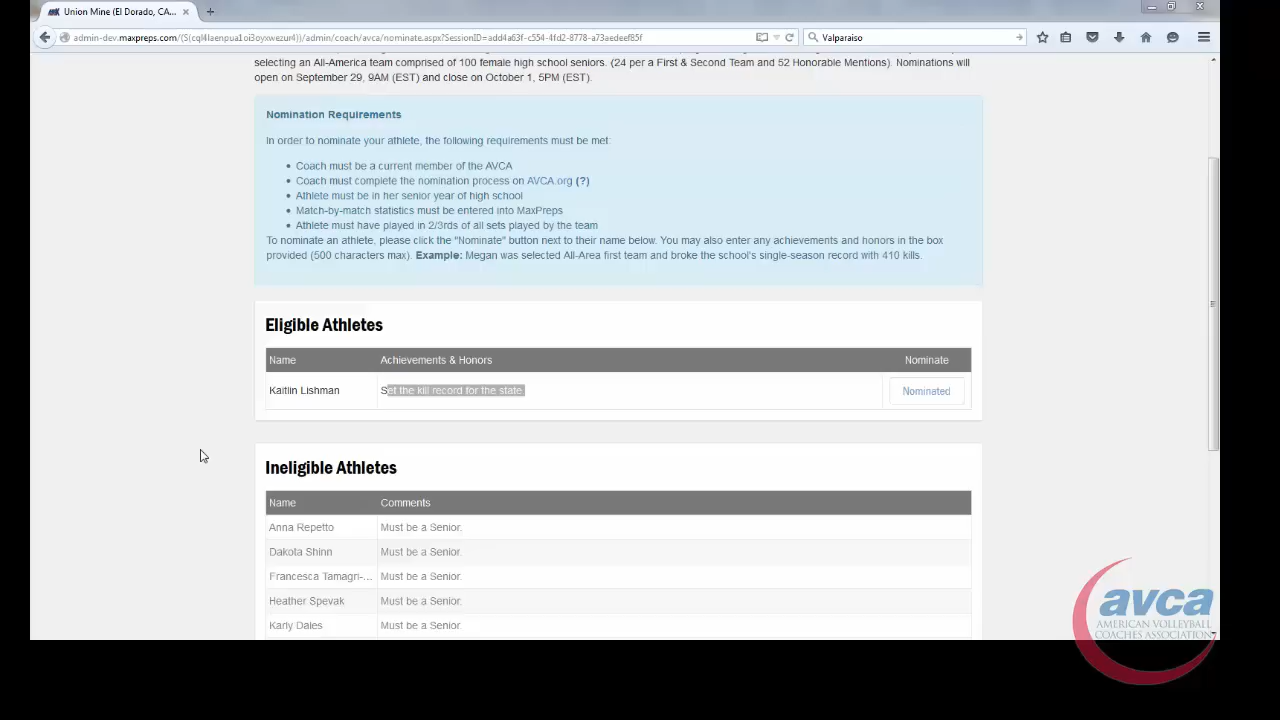 Union Mine (El Dorado, CA...
admin-dev.maxpreps.com/(S(cql4laenpua1oi3oyxwezur4))/admin/coach/avca/nominate.aspx?SessionID=add4a63f-c554-4fd2-8778-a73aedeef85f
Valparaiso
selecting an All-America team comprised of 100 female high school seniors. (24 per a First & Second Team and 52 Honorable Mentions). Nominations will
open on September 29, 9AM (EST) and close on October 1, 5PM (EST).
Nomination Requirements
In order to nominate your athlete, the following requirements must be met:
• Coach must be a current member of the AVCA
• Coach must complete the nomination process on AVCA.org (?)
• Athlete must be in her senior year of high school
• Match-by-match statistics must be entered into MaxPreps
• Athlete must have played in 2/3rds of all sets played by the team
To nominate an athlete, please click the "Nominate" button next to their name below. You may also enter any achievements and honors in the box
provided (500 characters max). Example: Megan was selected All-Area first team and broke the school's single-season record with 410 kills.
Eligible Athletes
Name Achievements & Honors Nominate
Kaitlin Lishman Set the kill record for the state. Nominated
Ineligible Athletes
Name Comments
Anna Repetto Must be a Senior.
Dakota Shinn Must be a Senior.
Francesca Tamagri-... Must be a Senior.
Heather Spevak Must be a Senior.
Karly Dales Must be a Senior.
avca
AMERICAN VOLLEYBALL
COACHES ASSOCIATION